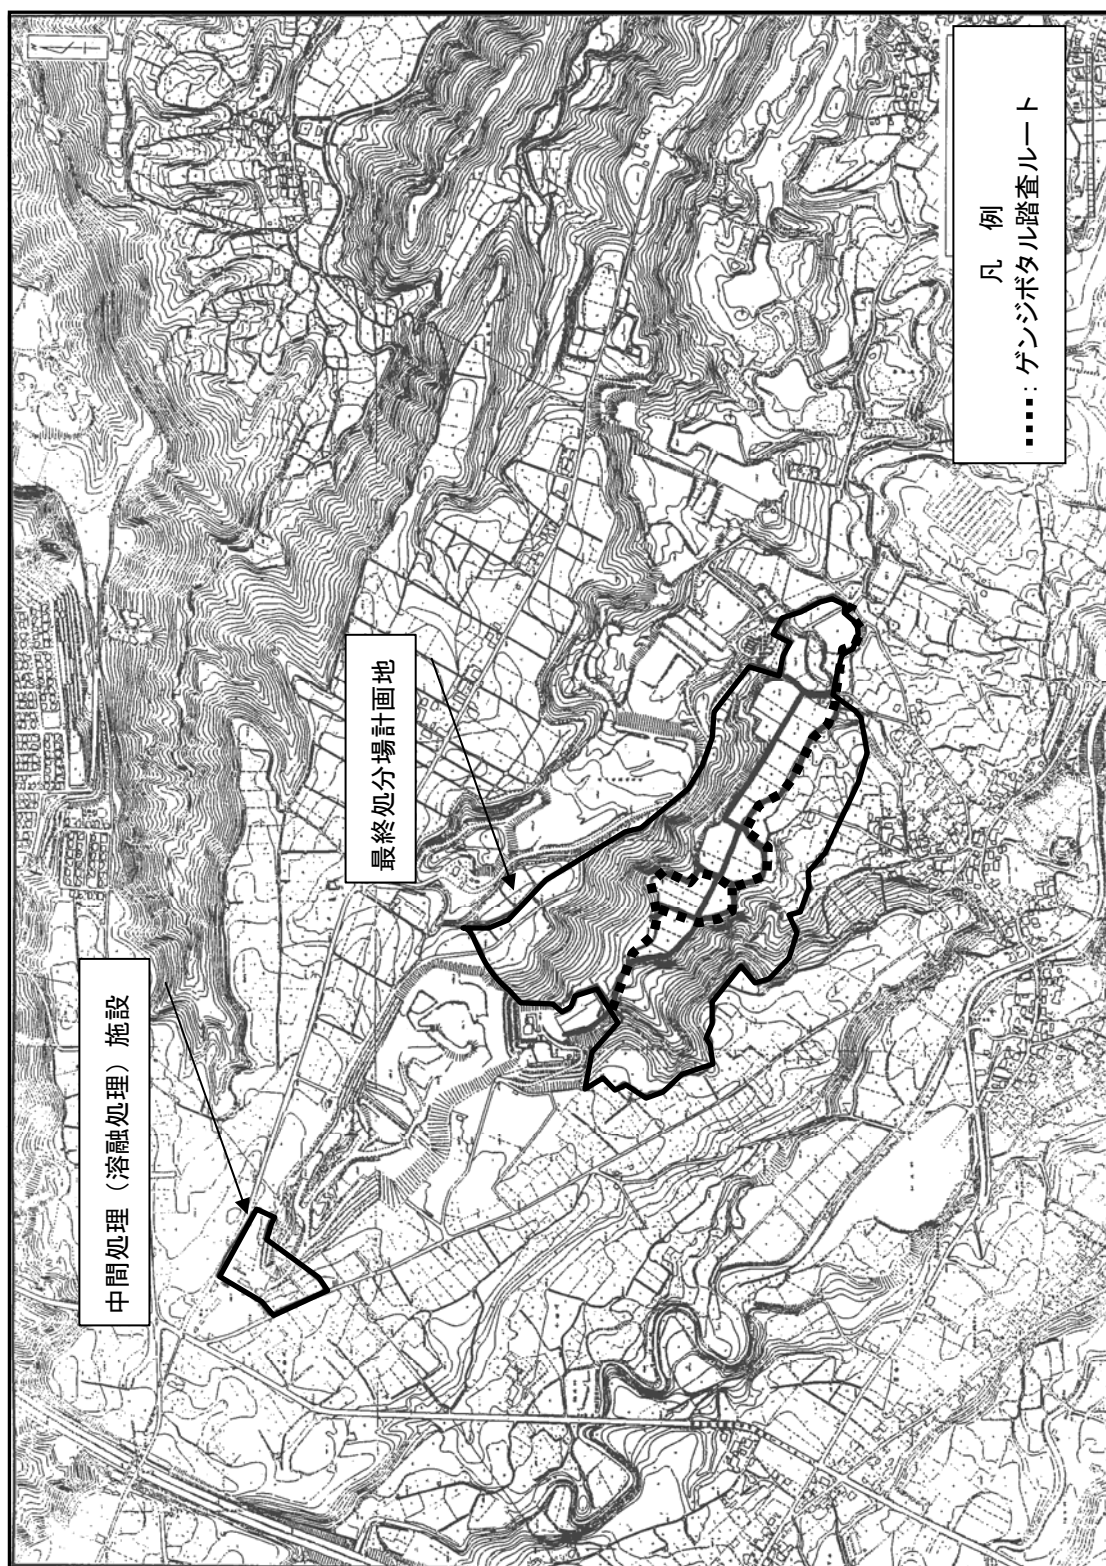 中間処理（溶融処理）施設
最終処分場計画地
凡　例
：ゲンジボタル踏査ルート